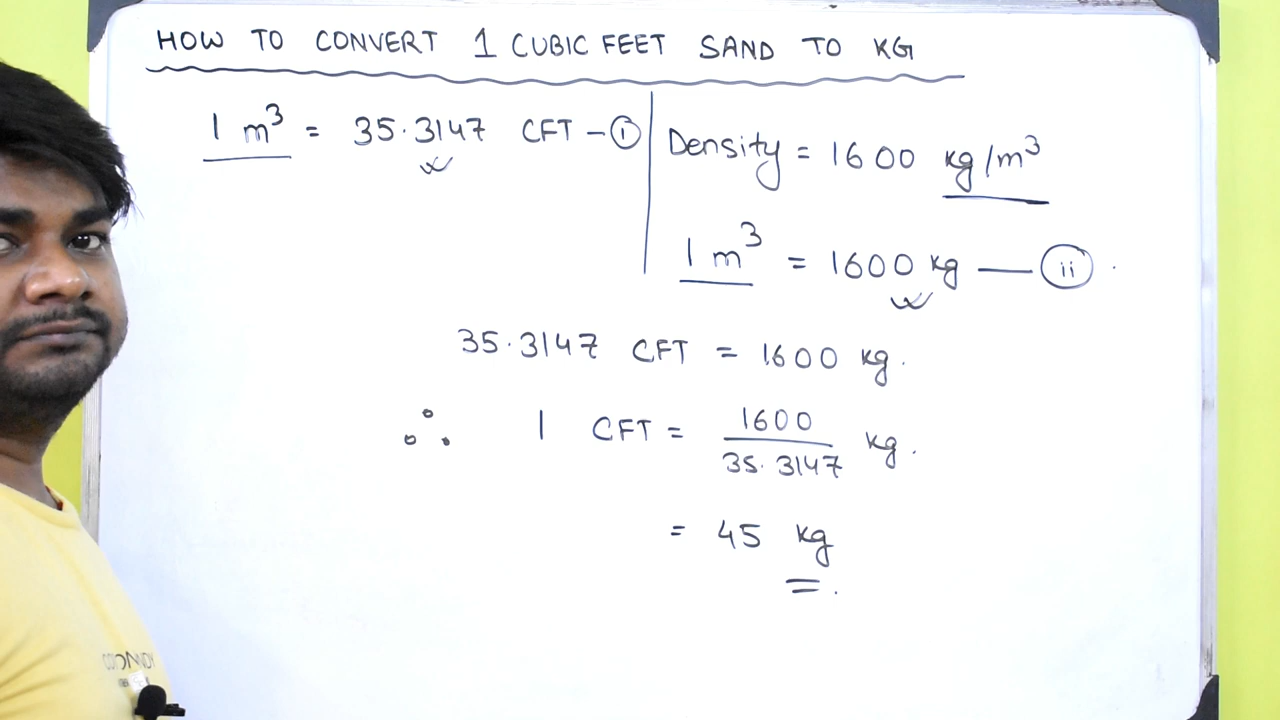 HOW TO CONVERT 1 CUBIC FEET SAND TO KG
1 m³ = 35.3147 CFT – (i)
Density = 1600 kg/m³
1 m³ = 1600 kg — (ii)
35.3147 CFT = 1600 kg.
∴ 1 CFT = 1600/35.3147 kg.
= 45 kg